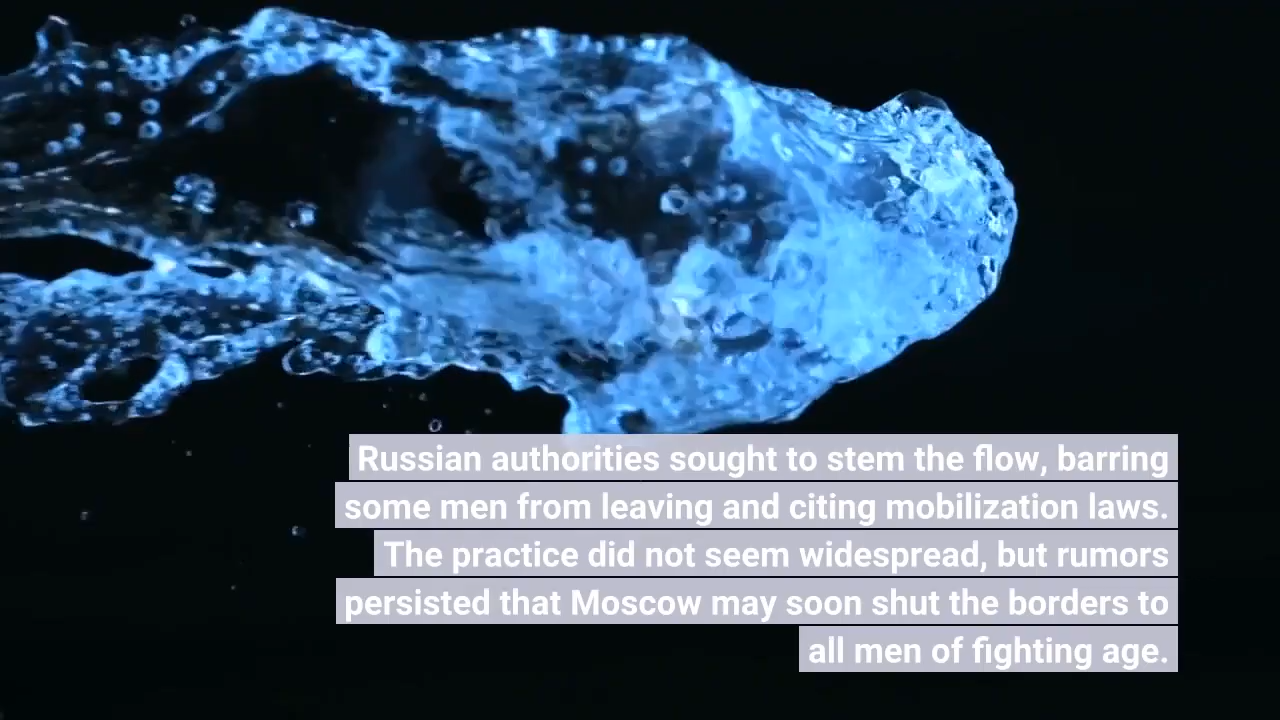 Russian authorities sought to stem the flow, barring
some men from leaving and citing mobilization laws.
The practice did not seem widespread, but rumors
persisted that Moscow may soon shut the borders to
all men of fighting age.